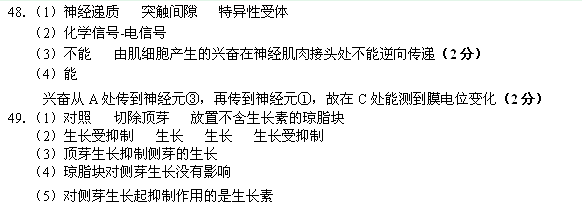 48.（1）神经递质 突触间隙 特异性受体
（2）化学信号-电信号
（3）不能 由肌细胞产生的兴奋在神经肌肉接头处不能逆向传递（2分）
（4）能
兴奋从 A 处传到神经元③，再传到神经元①，故在 C 处能测到膜电位变化（2分）
49.（1）对照 切除顶芽 放置不含生长素的琼脂块
（2）生长受抑制 生长 生长 生长受抑制
（3）顶芽生长抑制侧芽的生长
（4）琼脂块对侧芽生长没有影响
（5）对侧芽生长起抑制作用的是生长素